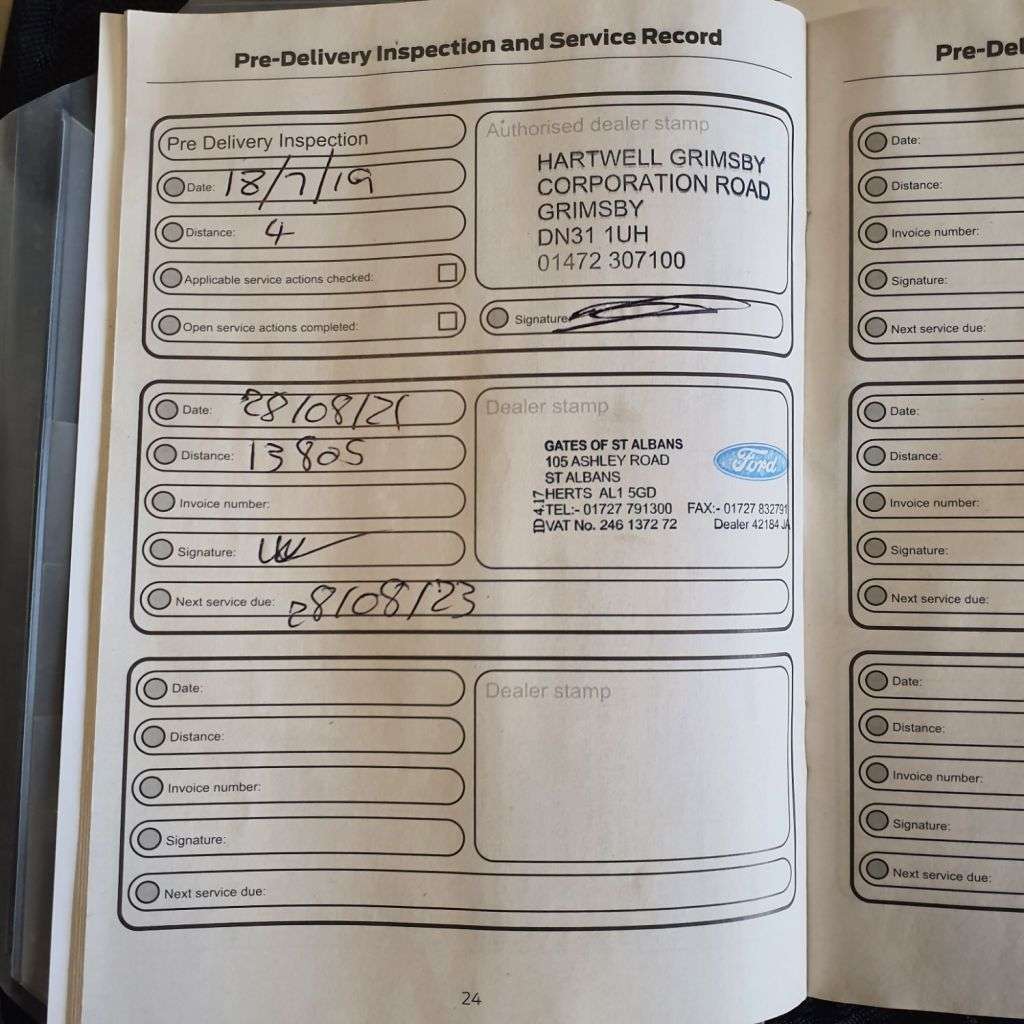 Pre-Delivery Inspection and Service Record
Pre Delivery Inspection
Date: 18/7/19
Distance: 4
Applicable service actions checked:
Open service actions completed:
Authorised dealer stamp
HARTWELL GRIMSBY
CORPORATION ROAD
GRIMSBY
DN31 1UH
01472 307100
Signature
Date: 28/08/21
Distance: 13805
Invoice number:
Signature:
Next service due: 28/08/23
Dealer stamp
GATES OF ST ALBANS
105 ASHLEY ROAD
ST ALBANS
HERTS AL1 5GD
TEL:- 01727 791300 FAX:- 01727 832791
VAT No. 246 1372 72 Dealer 42184 JA
ID 4.17
Ford
Date:
Distance:
Invoice number:
Signature:
Next service due:
Dealer stamp
24
Pre-Del
Date:
Distance:
Invoice number:
Signature:
Next service due:
Date:
Distance:
Invoice number:
Signature:
Next service due:
Date:
Distance:
Invoice number:
Signature:
Next service due: